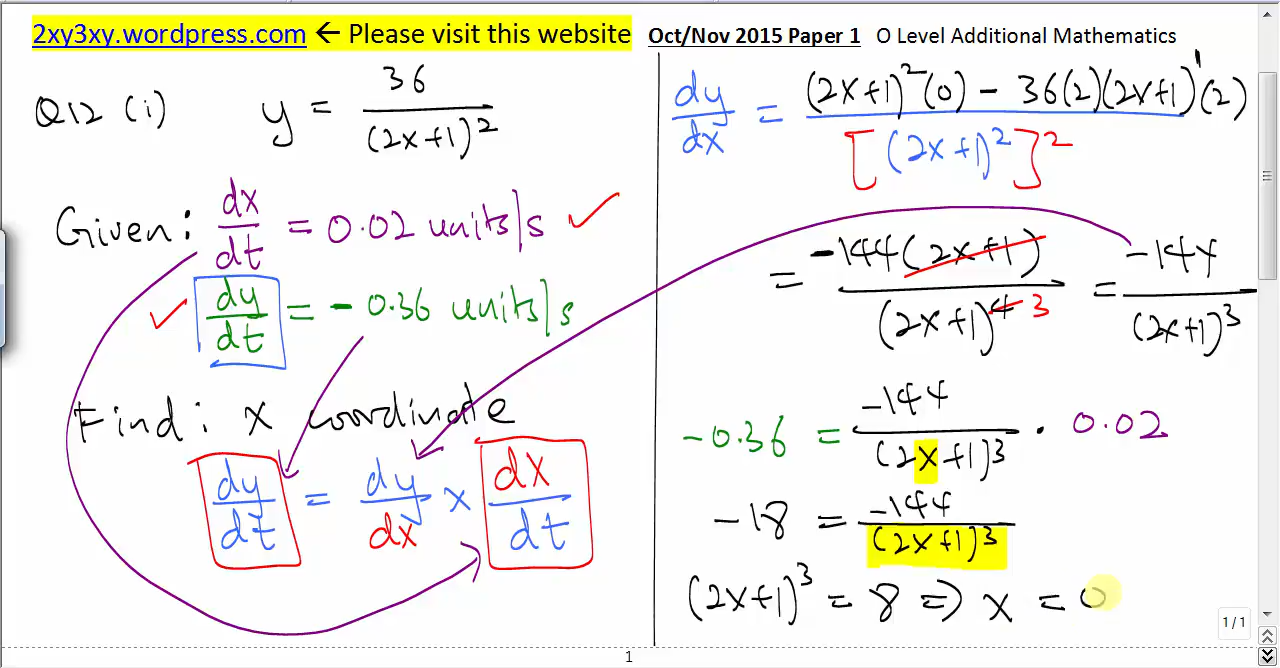 2xy3xy.wordpress.com ← Please visit this website Oct/Nov 2015 Paper 1 O Level Additional Mathematics
Q12 (i) y = 36/(2x+1)²
Given: dx/dt = 0.02 units/s ✓
✓ dy/dt = -0.36 units/s
Find: x coordinate
dy/dt = dy/dx × dx/dt
dy/dx = (2x+1)²(0) - 36(2)(2x+1)¹(2) / [(2x+1)²]²
= -144(2x+1)/(2x+1)⁴ 3 = -144/(2x+1)³
-0.36 = -144/(2x+1)³ · 0.02
-18 = -144/(2x+1)³
(2x+1)³ = 8 ⇒ x = 0
1/1
1